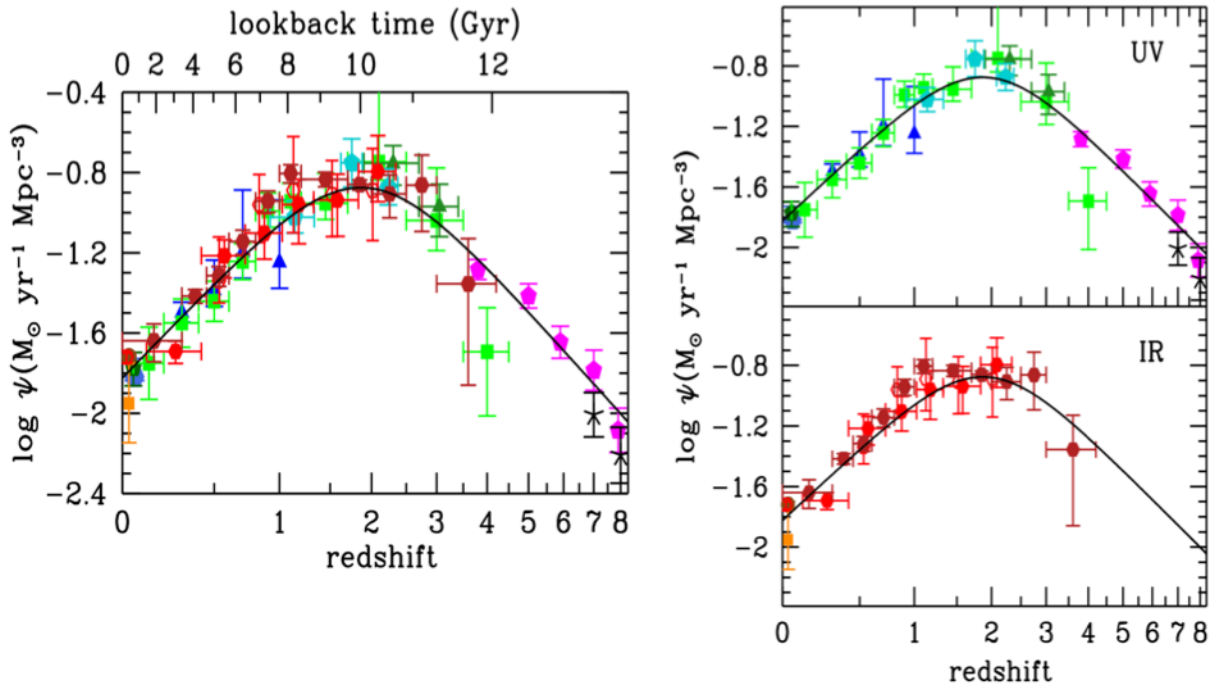 lookback time (Gyr)
0 2 4 5 6 7 8 10 12
log ψ(M⊙ yr⁻¹ Mpc⁻³)
−0.4
−0.8
−1.2
−1.6
−2
−2.4
0 1 2 3 4 5 6 7 8
redshift
log ψ(M⊙ yr⁻¹ Mpc⁻³)
UV
−0.8
−1.2
−1.6
−2
IR
−0.8
−1.2
−1.6
−2
0 1 2 3 4 5 6 7 8
redshift